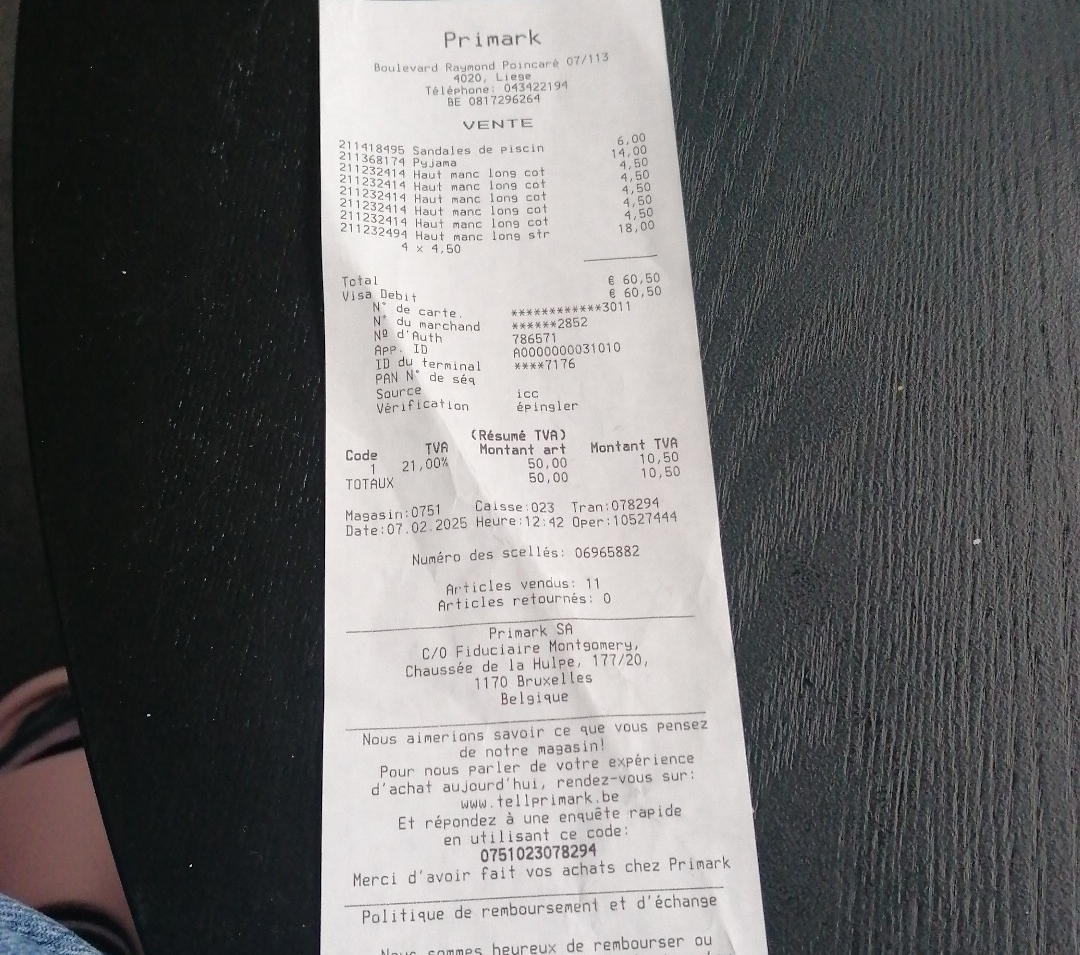 Primark
Boulevard Raymond Poincaré 07/113
4020, Liege
Téléphone: 043422194
BE 0817296264
VENTE
211418495 Sandales de piscin 6,00
211368174 Pyjama 14,00
211232414 Haut manc long cot 4,50
211232414 Haut manc long cot 4,50
211232414 Haut manc long cot 4,50
211232414 Haut manc long cot 4,50
211232414 Haut manc long cot 4,50
211232494 Haut manc long str 18,00
4 x 4,50
Total € 60,50
Visa Debit € 60,50
N° de carte. ************3011
N° du marchand ******2852
Nº d'Auth 786571
App. ID A0000000031010
ID du terminal ****7176
PAN N° de séq
Source icc
Vérification épingler
(Résumé TVA)
Code TVA Montant art Montant TVA
1 21,00% 50,00 10,50
TOTAUX 50,00 10,50
Magasin:0751 Caisse:023 Tran:078294
Date:07.02.2025 Heure:12:42 Oper:10527444
Numéro des scellés: 06965882
Articles vendus: 11
Articles retournés: 0
Primark SA
C/O Fiduciaire Montgomery,
Chaussée de la Hulpe, 177/20,
1170 Bruxelles
Belgique
Nous aimerions savoir ce que vous pensez
de notre magasin!
Pour nous parler de votre expérience
d'achat aujourd'hui, rendez-vous sur:
www.tellprimark.be
Et répondez à une enquête rapide
en utilisant ce code:
0751023078294
Merci d'avoir fait vos achats chez Primark
Politique de remboursement et d'échange
Nous sommes heureux de rembourser ou